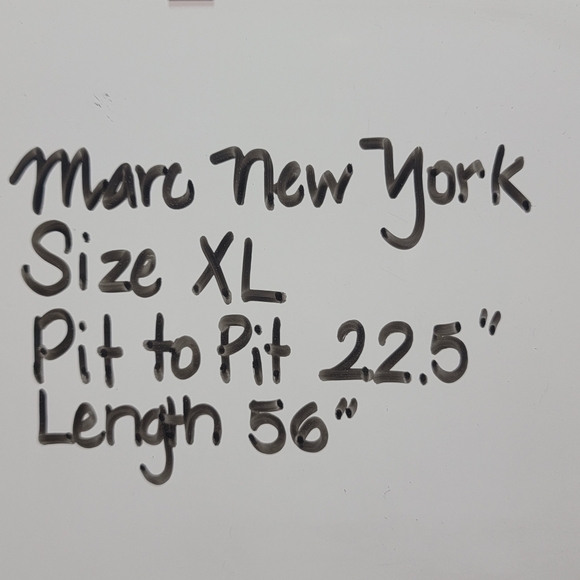 Marc New York
Size XL
Pit to Pit 22.5"
Length 56"